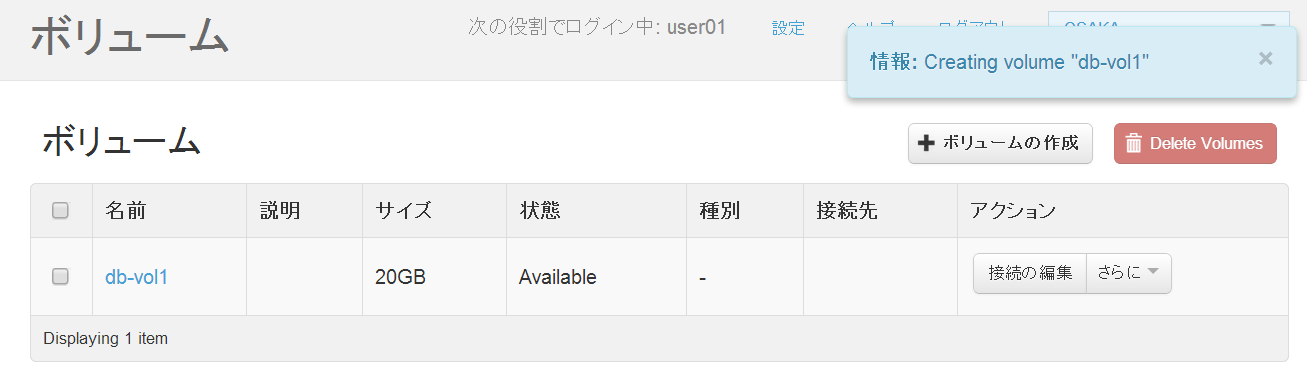 ボリューム
次の役割でログイン中: user01 設定
情報: Creating volume "db-vol1" ×
ボリューム
ボリュームの作成 Delete Volumes
名前 説明 サイズ 状態 種別 接続先 アクション
db-vol1 20GB Available - 接続の編集 さらに
Displaying 1 item